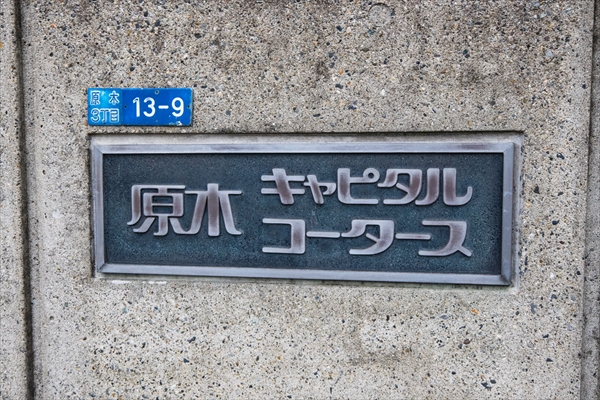 原木
3丁目
13-9
原木
キャピタル
コータース